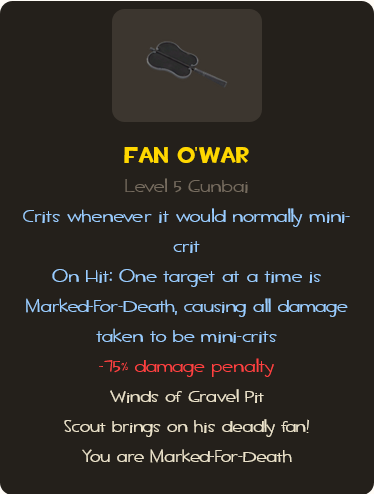 FAN O'WAR
Level 5 Gunbai
Crits whenever it would normally mini-
crit
On Hit: One target at a time is
Marked-For-Death, causing all damage
taken to be mini-crits
-75% damage penalty
Winds of Gravel Pit
Scout brings on his deadly fan!
You are Marked-For-Death